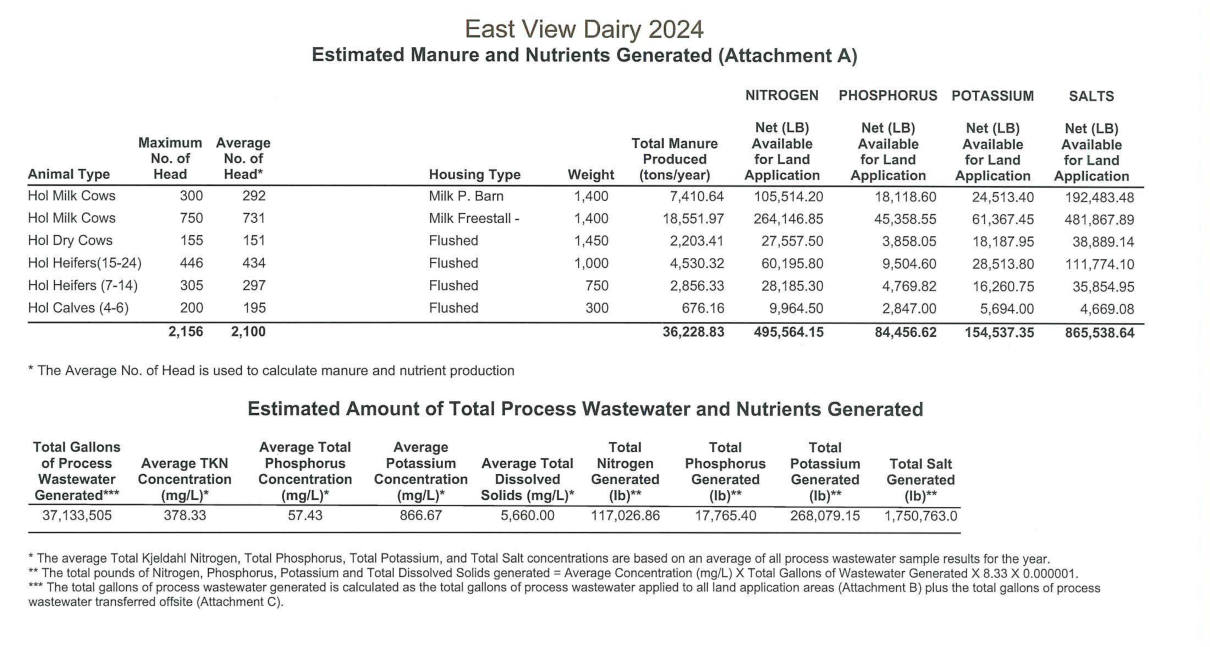 East View Dairy 2024
Estimated Manure and Nutrients Generated (Attachment A)
NITROGEN PHOSPHORUS POTASSIUM SALTS
Animal Type Maximum No. of Head Average No. of Head* Housing Type Weight Total Manure Produced (tons/year) Net (LB) Available for Land Application Net (LB) Available for Land Application Net (LB) Available for Land Application Net (LB) Available for Land Application
Hol Milk Cows 300 292 Milk P. Barn 1,400 7,410.64 105,514.20 18,118.60 24,513.40 192,483.48
Hol Milk Cows 750 731 Milk Freestall - 1,400 18,551.97 264,146.85 45,358.55 61,367.45 481,867.89
Hol Dry Cows 155 151 Flushed 1,450 2,203.41 27,557.50 3,858.05 18,187.95 38,889.14
Hol Heifers(15-24) 446 434 Flushed 1,000 4,530.32 60,195.80 9,504.60 28,513.80 111,774.10
Hol Heifers (7-14) 305 297 Flushed 750 2,856.33 28,185.30 4,769.82 16,260.75 35,854.95
Hol Calves (4-6) 200 195 Flushed 300 676.16 9,964.50 2,847.00 5,694.00 4,669.08
2,156 2,100 36,228.83 495,564.15 84,456.62 154,537.35 865,538.64
* The Average No. of Head is used to calculate manure and nutrient production
Estimated Amount of Total Process Wastewater and Nutrients Generated
Total Gallons of Process Wastewater Generated*** Average TKN Concentration (mg/L)* Average Total Phosphorus Concentration (mg/L)* Average Potassium Concentration (mg/L)* Average Total Dissolved Solids (mg/L)* Total Nitrogen Generated (lb)** Total Phosphorus Generated (lb)** Total Potassium Generated (lb)** Total Salt Generated (lb)**
37,133,505 378.33 57.43 866.67 5,660.00 117,026.86 17,765.40 268,079.15 1,750,763.0
* The average Total Kjeldahl Nitrogen, Total Phosphorus, Total Potassium, and Total Salt concentrations are based on an average of all process wastewater sample results for the year.
** The total pounds of Nitrogen, Phosphorus, Potassium and Total Dissolved Solids generated = Average Concentration (mg/L) X Total Gallons of Wastewater Generated X 8.33 X 0.000001.
*** The total gallons of process wastewater generated is calculated as the total gallons of process wastewater applied to all land application areas (Attachment B) plus the total gallons of process
wastewater transferred offsite (Attachment C).